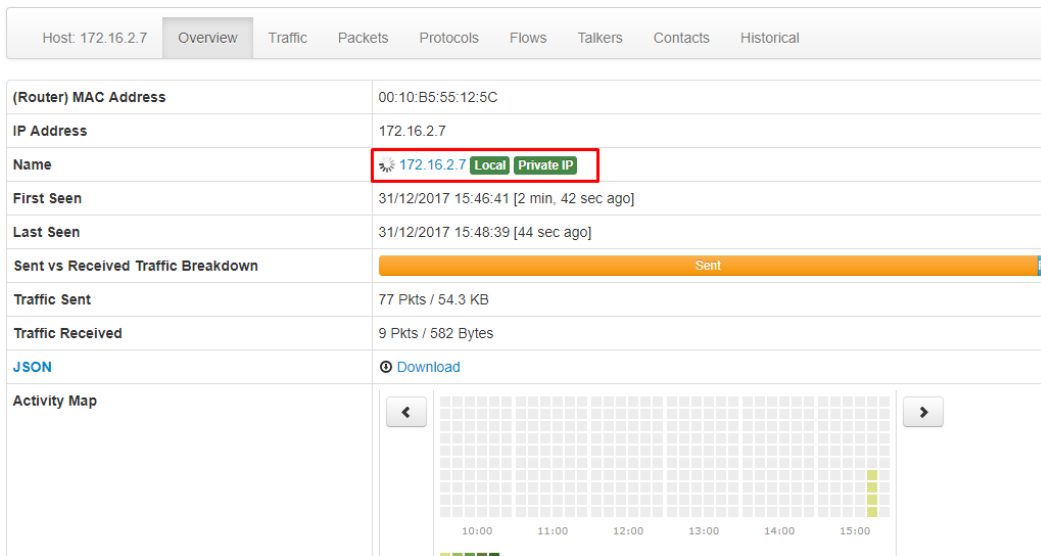 Host: 172.16.2.7 Overview Traffic Packets Protocols Flows Talkers Contacts Historical
(Router) MAC Address 00:10:B5:55:12:5C
IP Address 172.16.2.7
Name 172.16.2.7 Local Private IP
First Seen 31/12/2017 15:46:41 [2 min, 42 sec ago]
Last Seen 31/12/2017 15:48:39 [44 sec ago]
Sent vs Received Traffic Breakdown Sent
Traffic Sent 77 Pkts / 54.3 KB
Traffic Received 9 Pkts / 582 Bytes
JSON Download
Activity Map
10:00 11:00 12:00 13:00 14:00 15:00